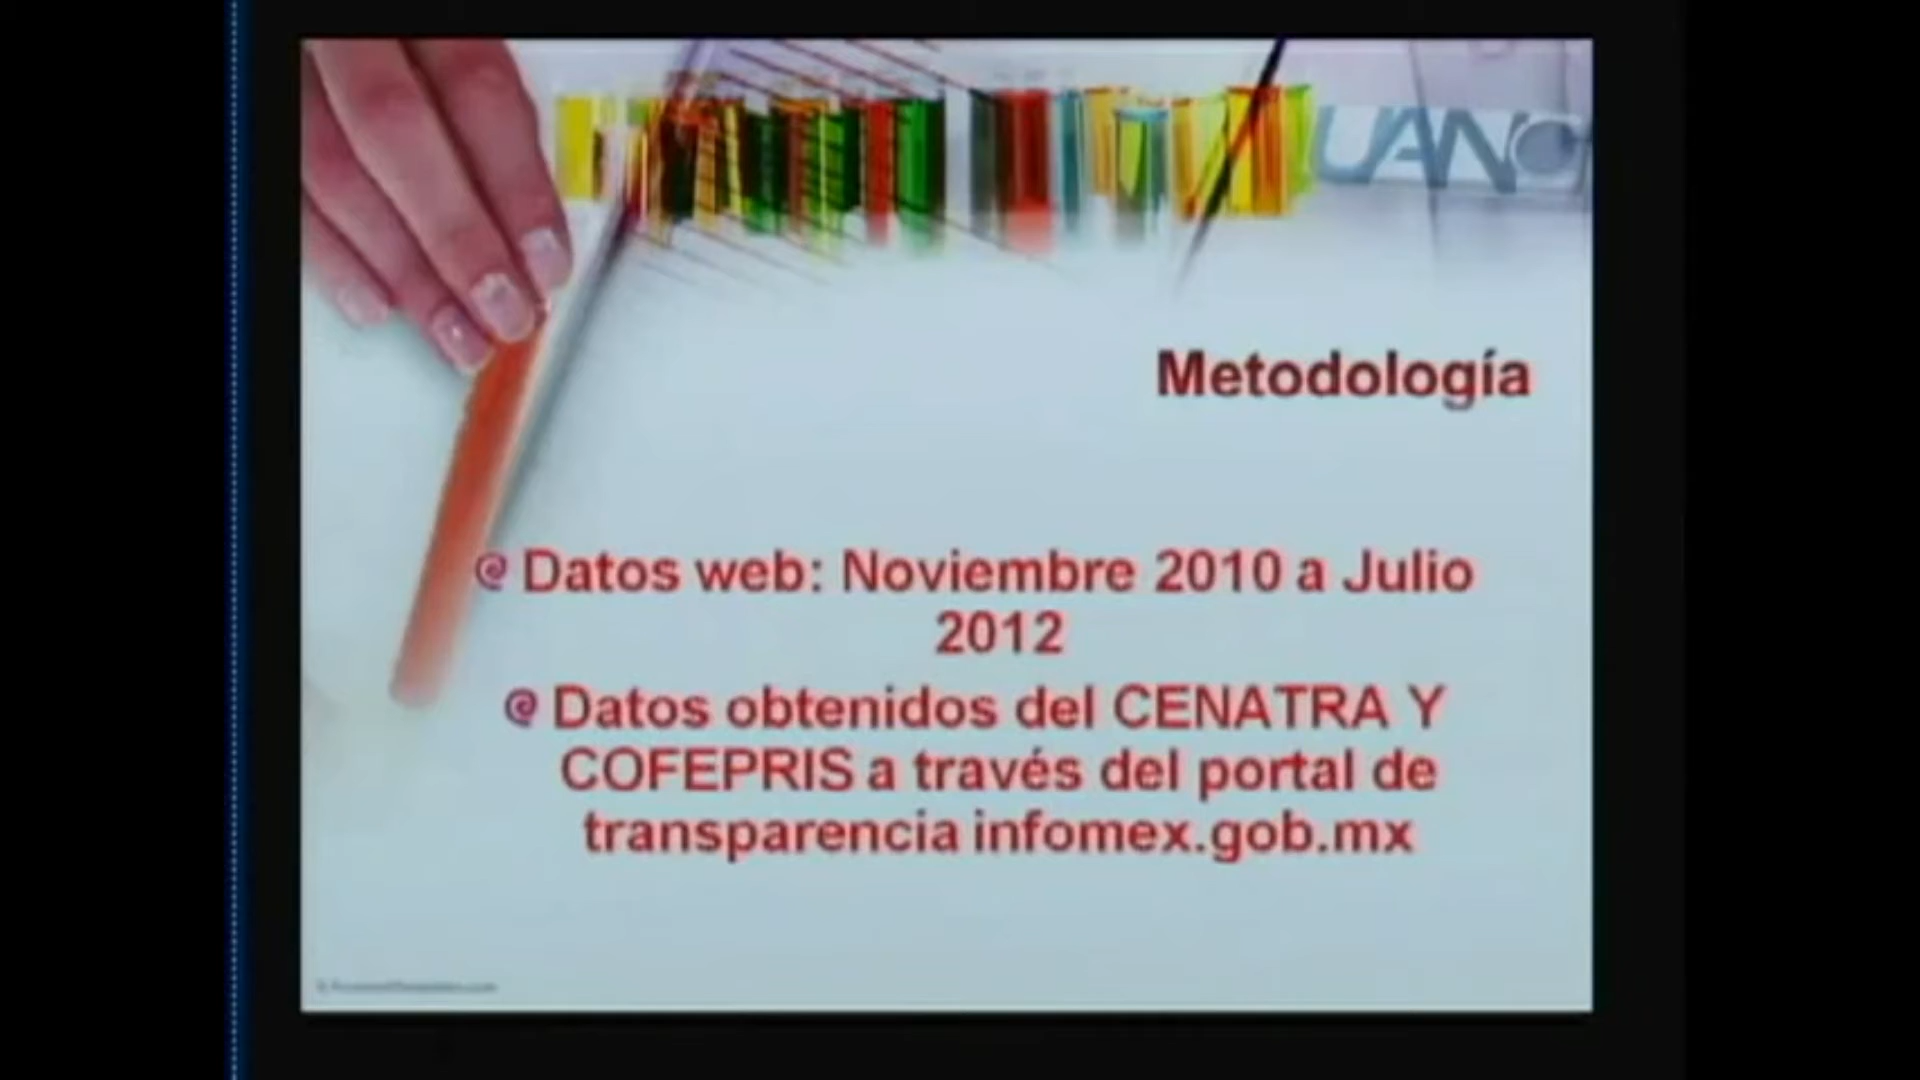 UANL
Metodología
Datos web: Noviembre 2010 a Julio
2012
Datos obtenidos del CENATRA Y
COFEPRIS a través del portal de
transparencia infomex.gob.mx